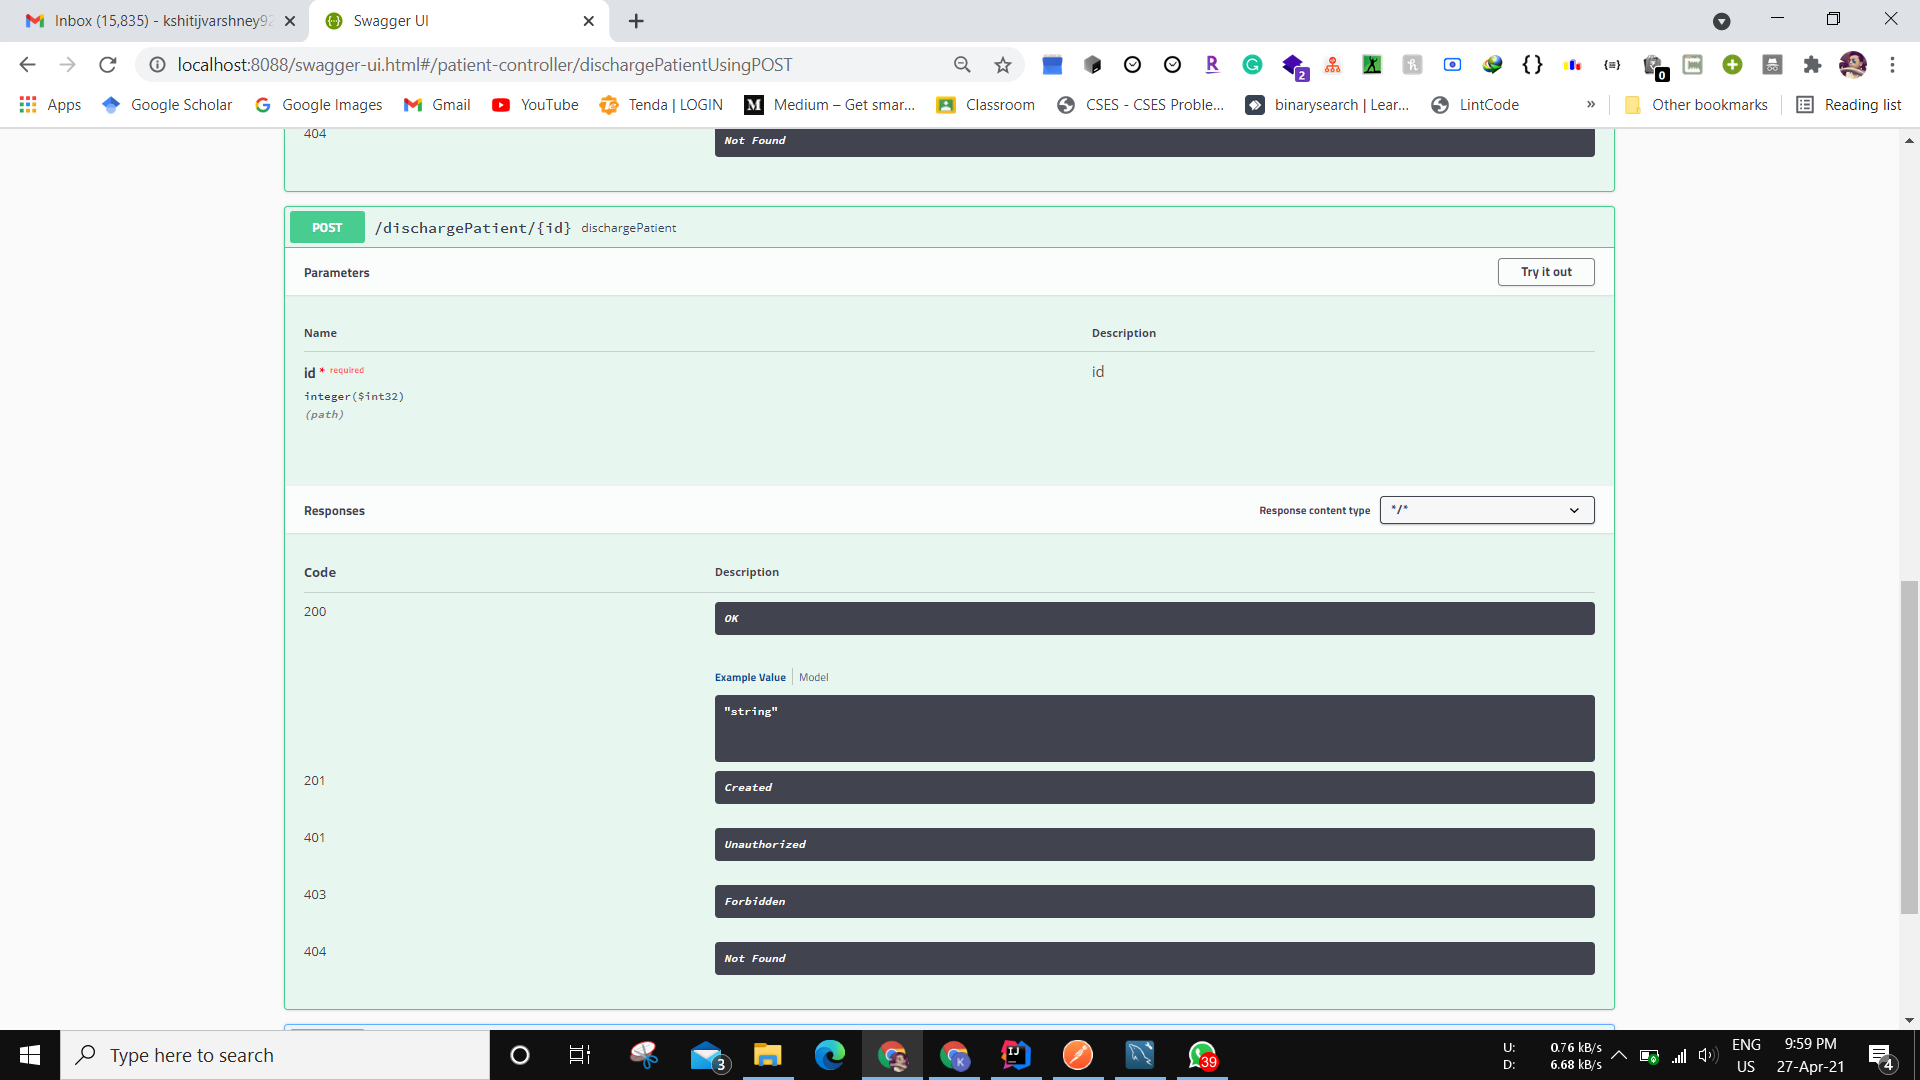 Inbox (15,835) - kshitijvarshney92
Swagger UI
localhost:8088/swagger-ui.html#/patient-controller/dischargePatientUsingPOST
2
0
Apps
Google Scholar
Google Images
Gmail
YouTube
Tenda | LOGIN
Medium – Get smar...
Classroom
CSES - CSES Proble...
binarysearch | Lear...
LintCode
»
Other bookmarks
Reading list
404
Not Found
POST
/dischargePatient/{id}
dischargePatient
Parameters
Try it out
Name
Description
id * required
id
integer($int32)
(path)
Responses
Response content type
*/*
Code
Description
200
OK
Example Value
Model
"string"
201
Created
401
Unauthorized
403
Forbidden
404
Not Found
Type here to search
3
K
39
U: 0.76 kB/s
D: 6.68 kB/s
ENG
US
9:59 PM
27-Apr-21
4